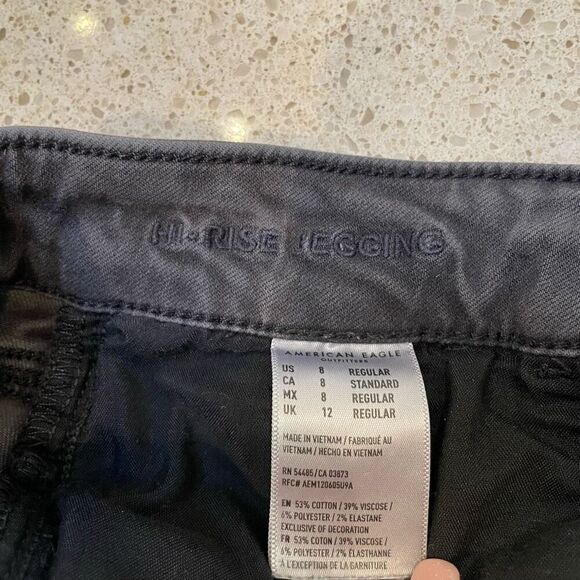 HI•RISE JEGGING
AMERICAN EAGLE
OUTFITTERS
US 8 REGULAR
CA 8 STANDARD
MX 8 REGULAR
UK 12 REGULAR
MADE IN VIETNAM / FABRIQUÉ AU
VIETNAM / HECHO EN VIETNAM
RN 54485/CA 03873
RFC# AEM120605U9A
EN 53% COTTON / 39% VISCOSE /
6% POLYESTER / 2% ELASTANE
EXCLUSIVE OF DECORATION
FR 53% COTON / 39% VISCOSE /
6% POLYESTER / 2% ÉLASTHANNE
À L'EXCEPTION DE LA GARNITURE